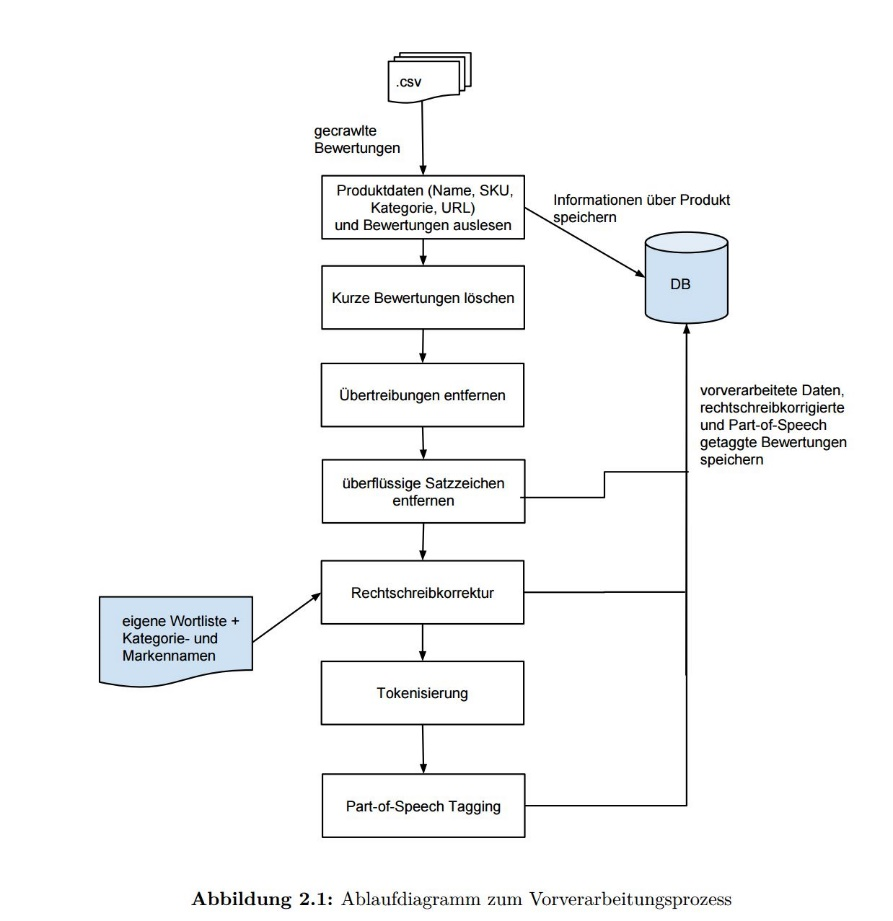 .csv
gecrawlte
Bewertungen
Produktdaten (Name, SKU,
Kategorie, URL)
und Bewertungen auslesen
Informationen über Produkt
speichern
DB
Kurze Bewertungen löschen
Übertreibungen entfernen
vorverarbeitete Daten,
rechtschreibkorrigierte
und Part-of-Speech
getaggte Bewertungen
speichern
überflüssige Satzzeichen
entfernen
Rechtschreibkorrektur
eigene Wortliste +
Kategorie- und
Markennamen
Tokenisierung
Part-of-Speech Tagging
Abbildung 2.1: Ablaufdiagramm zum Vorverarbeitungsprozess